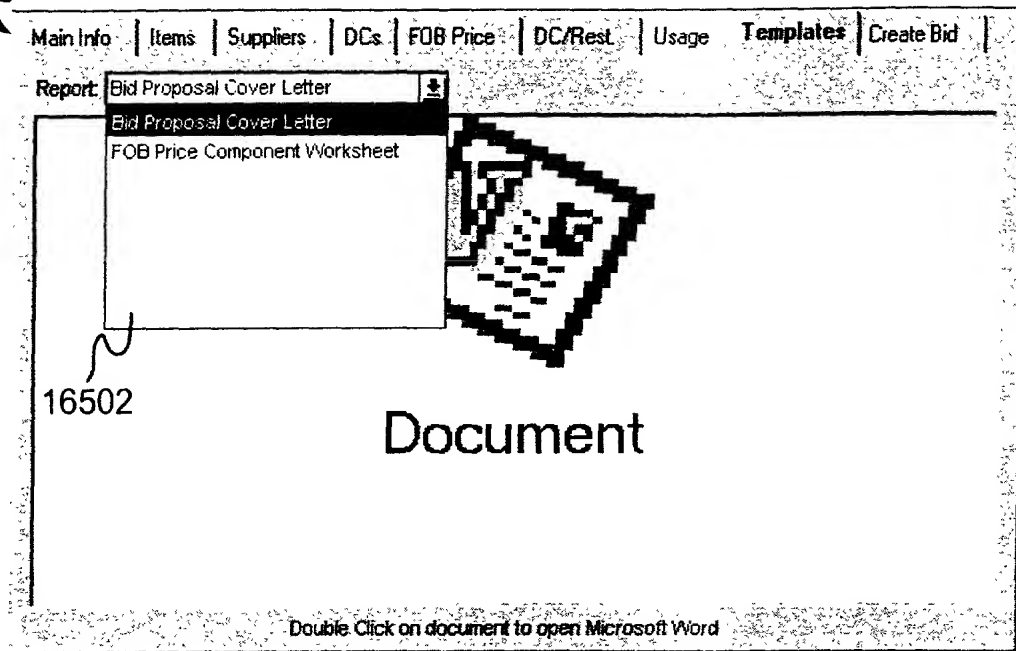 Main Info Items Suppliers DCs FOB Price DC/Rest. Usage Templates Create Bid
Report: Bid Proposal Cover Letter
Bid Proposal Cover Letter
FOB Price Component Worksheet
16502
Document
Double Click on document to open Microsoft Word